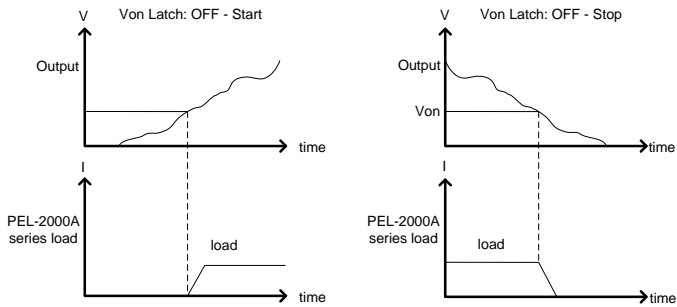 V Von Latch: OFF - Start
Output
time
I
PEL-2000A
series load
load
time
V Von Latch: OFF - Stop
Output
Von
time
I
PEL-2000A
series load
load
time